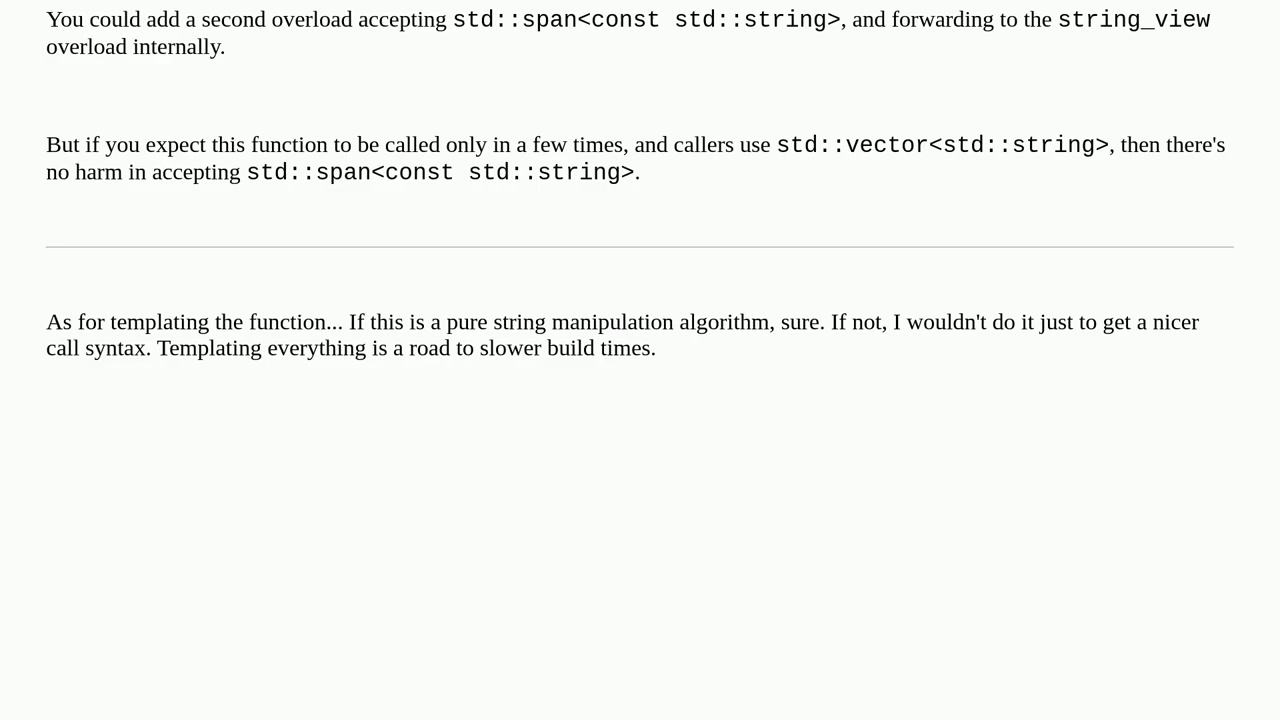 You could add a second overload accepting std::span<const std::string>, and forwarding to the string_view
overload internally.
But if you expect this function to be called only in a few times, and callers use std::vector<std::string>, then there's
no harm in accepting std::span<const std::string>.
As for templating the function... If this is a pure string manipulation algorithm, sure. If not, I wouldn't do it just to get a nicer
call syntax. Templating everything is a road to slower build times.